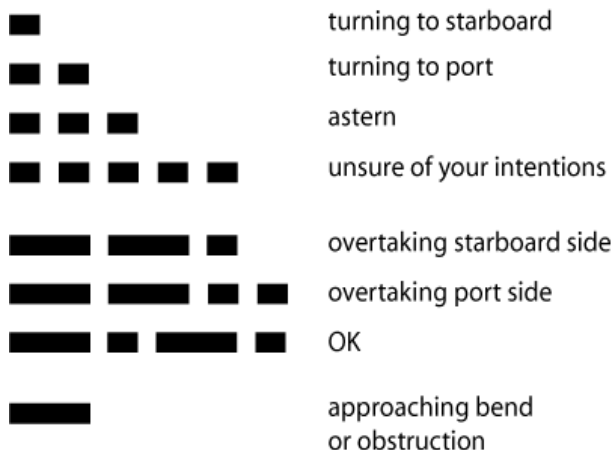 turning to starboard
turning to port
astern
unsure of your intentions
overtaking starboard side
overtaking port side
OK
approaching bend
or obstruction